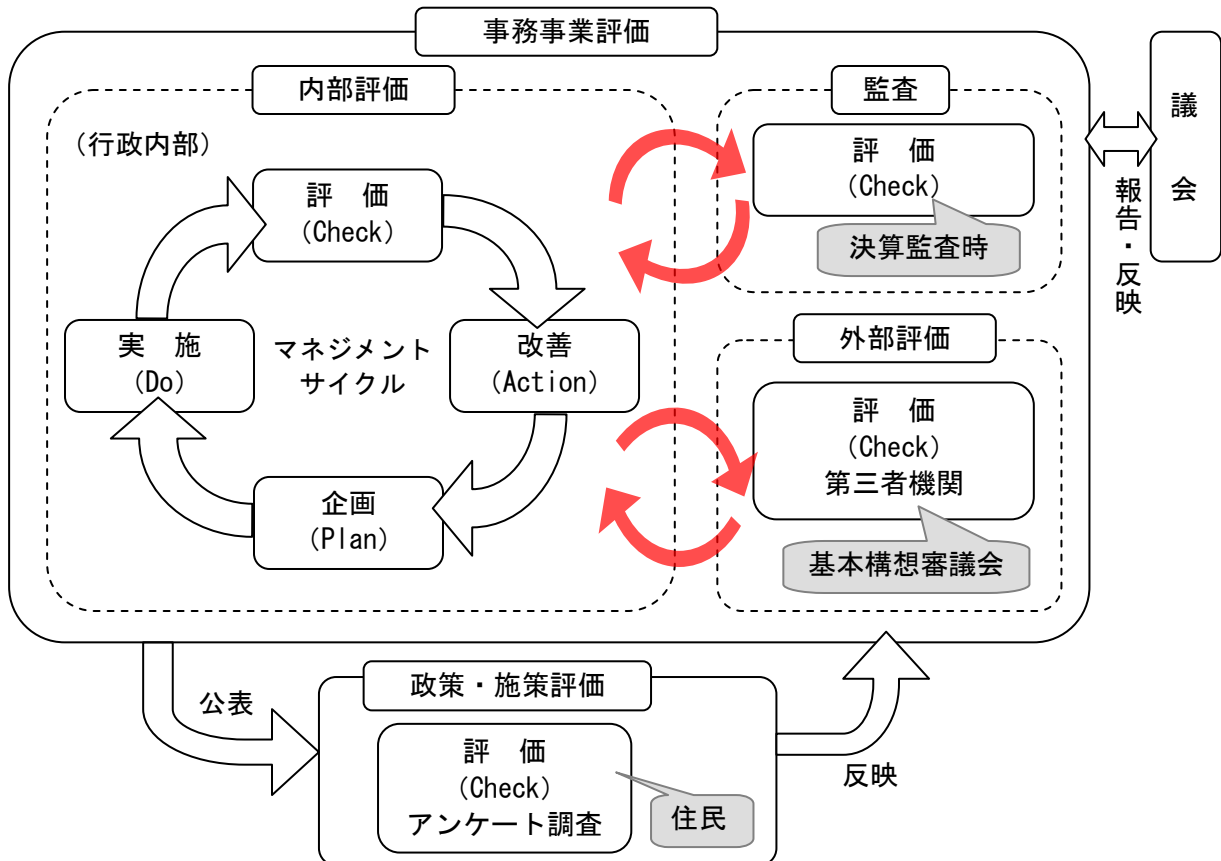 事務事業評価
内部評価
（行政内部）
評　価
（Check）
実　施
（Do）
マネジメント
サイクル
改善
（Action）
企画
（Plan）
監査
評　価
（Check）
決算監査時
外部評価
評　価
（Check）
第三者機関
基本構想審議会
議会
報告・反映
公表
政策・施策評価
評　価
（Check）
アンケート調査
住民
反映